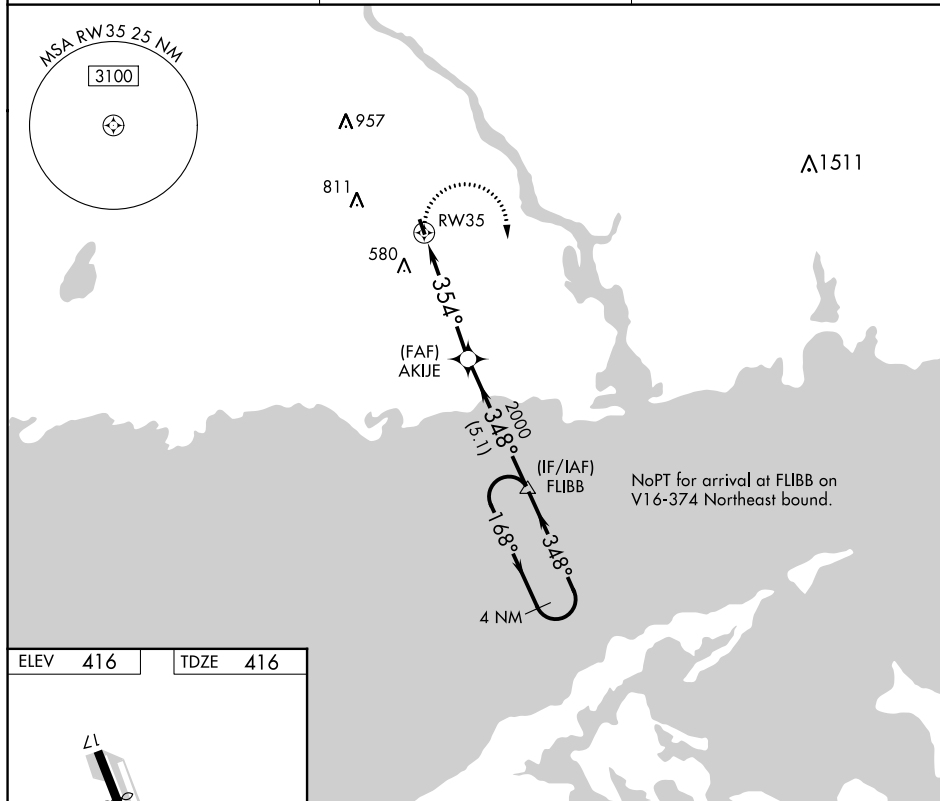 MSA RW35 25 NM
3100
957
1511
811
RW35
580
354°
(FAF)
AKIJE
2000
348°
(5.1)
(IF/IAF)
FLIBB
NoPT for arrival at FLIBB on
V16-374 Northeast bound.
168°
348°
4 NM
ELEV 416
TDZE 416
17